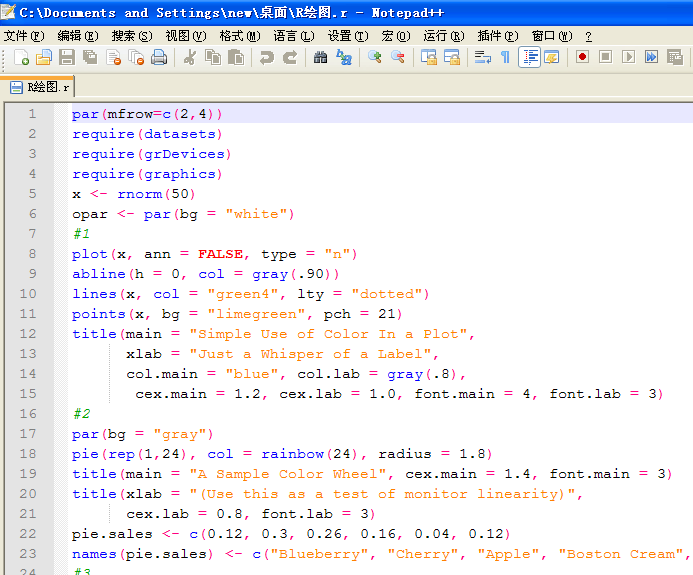 C:\Documents and Settings\new\桌面\R绘图.r - Notepad++
文件(F) 编辑(E) 搜索(S) 视图(V) 格式(M) 语言(L) 设置(T) 宏(O) 运行(R) 插件(P) 窗口(W) ?
R绘图.r
1 par(mfrow=c(2,4))
2 require(datasets)
3 require(grDevices)
4 require(graphics)
5 x <- rnorm(50)
6 opar <- par(bg = "white")
7 #1
8 plot(x, ann = FALSE, type = "n")
9 abline(h = 0, col = gray(.90))
10 lines(x, col = "green4", lty = "dotted")
11 points(x, bg = "limegreen", pch = 21)
12 title(main = "Simple Use of Color In a Plot",
13       xlab = "Just a Whisper of a Label",
14       col.main = "blue", col.lab = gray(.8),
15        cex.main = 1.2, cex.lab = 1.0, font.main = 4, font.lab = 3)
16 #2
17 par(bg = "gray")
18 pie(rep(1,24), col = rainbow(24), radius = 1.8)
19 title(main = "A Sample Color Wheel", cex.main = 1.4, font.main = 3)
20 title(xlab = "(Use this as a test of monitor linearity)",
21       cex.lab = 0.8, font.lab = 3)
22 pie.sales <- c(0.12, 0.3, 0.26, 0.16, 0.04, 0.12)
23 names(pie.sales) <- c("Blueberry", "Cherry", "Apple", "Boston Cream",
24 #3